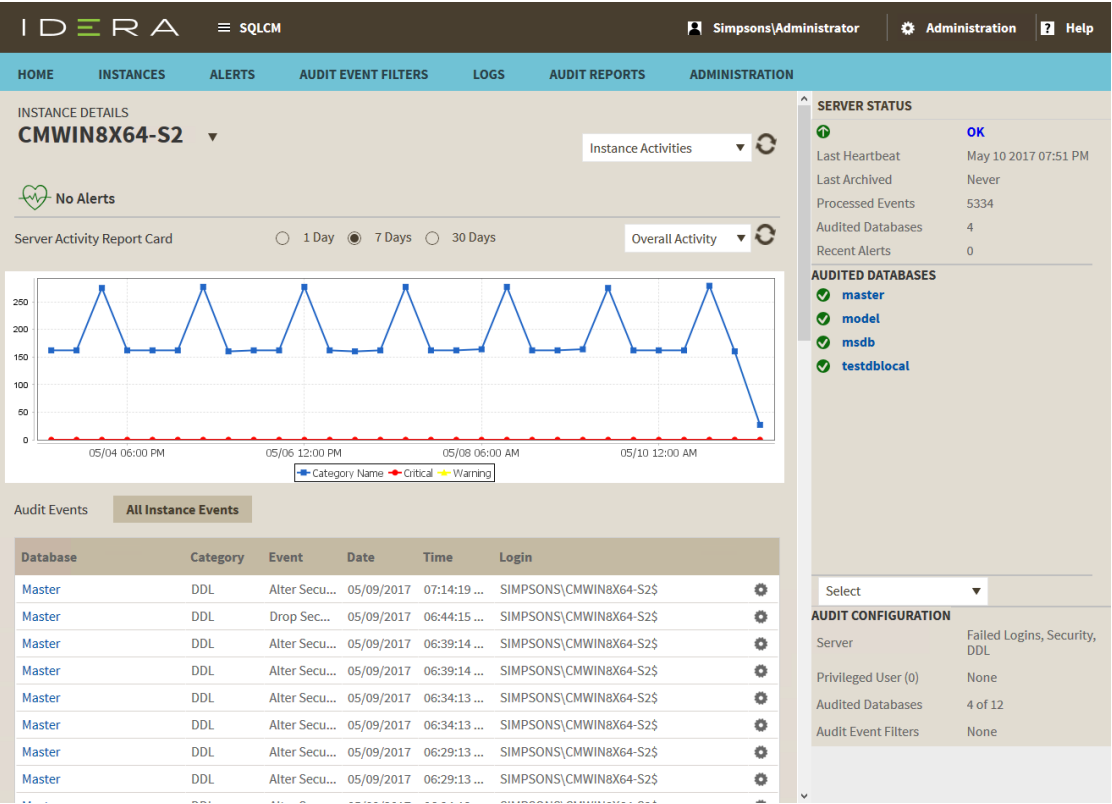 IDERA ≡ SQLCM Simpsons\Administrator Administration ? Help
HOME INSTANCES ALERTS AUDIT EVENT FILTERS LOGS AUDIT REPORTS ADMINISTRATION
INSTANCE DETAILS
CMWIN8X64-S2
Instance Activities
No Alerts
Server Activity Report Card 1 Day 7 Days 30 Days Overall Activity
250
200
150
100
50
0
05/04 06:00 PM 05/06 12:00 PM 05/08 06:00 AM 05/10 12:00 AM
Category Name Critical Warning
Audit Events All Instance Events
Database Category Event Date Time Login
Master DDL Alter Secu... 05/09/2017 07:14:19 ... SIMPSONS\CMWIN8X64-S2$
Master DDL Drop Sec... 05/09/2017 06:44:15 ... SIMPSONS\CMWIN8X64-S2$
Master DDL Alter Secu... 05/09/2017 06:39:14 ... SIMPSONS\CMWIN8X64-S2$
Master DDL Alter Secu... 05/09/2017 06:39:14 ... SIMPSONS\CMWIN8X64-S2$
Master DDL Alter Secu... 05/09/2017 06:34:13 ... SIMPSONS\CMWIN8X64-S2$
Master DDL Alter Secu... 05/09/2017 06:34:13 ... SIMPSONS\CMWIN8X64-S2$
Master DDL Alter Secu... 05/09/2017 06:29:13 ... SIMPSONS\CMWIN8X64-S2$
Master DDL Alter Secu... 05/09/2017 06:29:13 ... SIMPSONS\CMWIN8X64-S2$
SERVER STATUS
OK
Last Heartbeat May 10 2017 07:51 PM
Last Archived Never
Processed Events 5334
Audited Databases 4
Recent Alerts 0
AUDITED DATABASES
master
model
msdb
testdblocal
Select
AUDIT CONFIGURATION
Server Failed Logins, Security,
DDL
Privileged User (0) None
Audited Databases 4 of 12
Audit Event Filters None